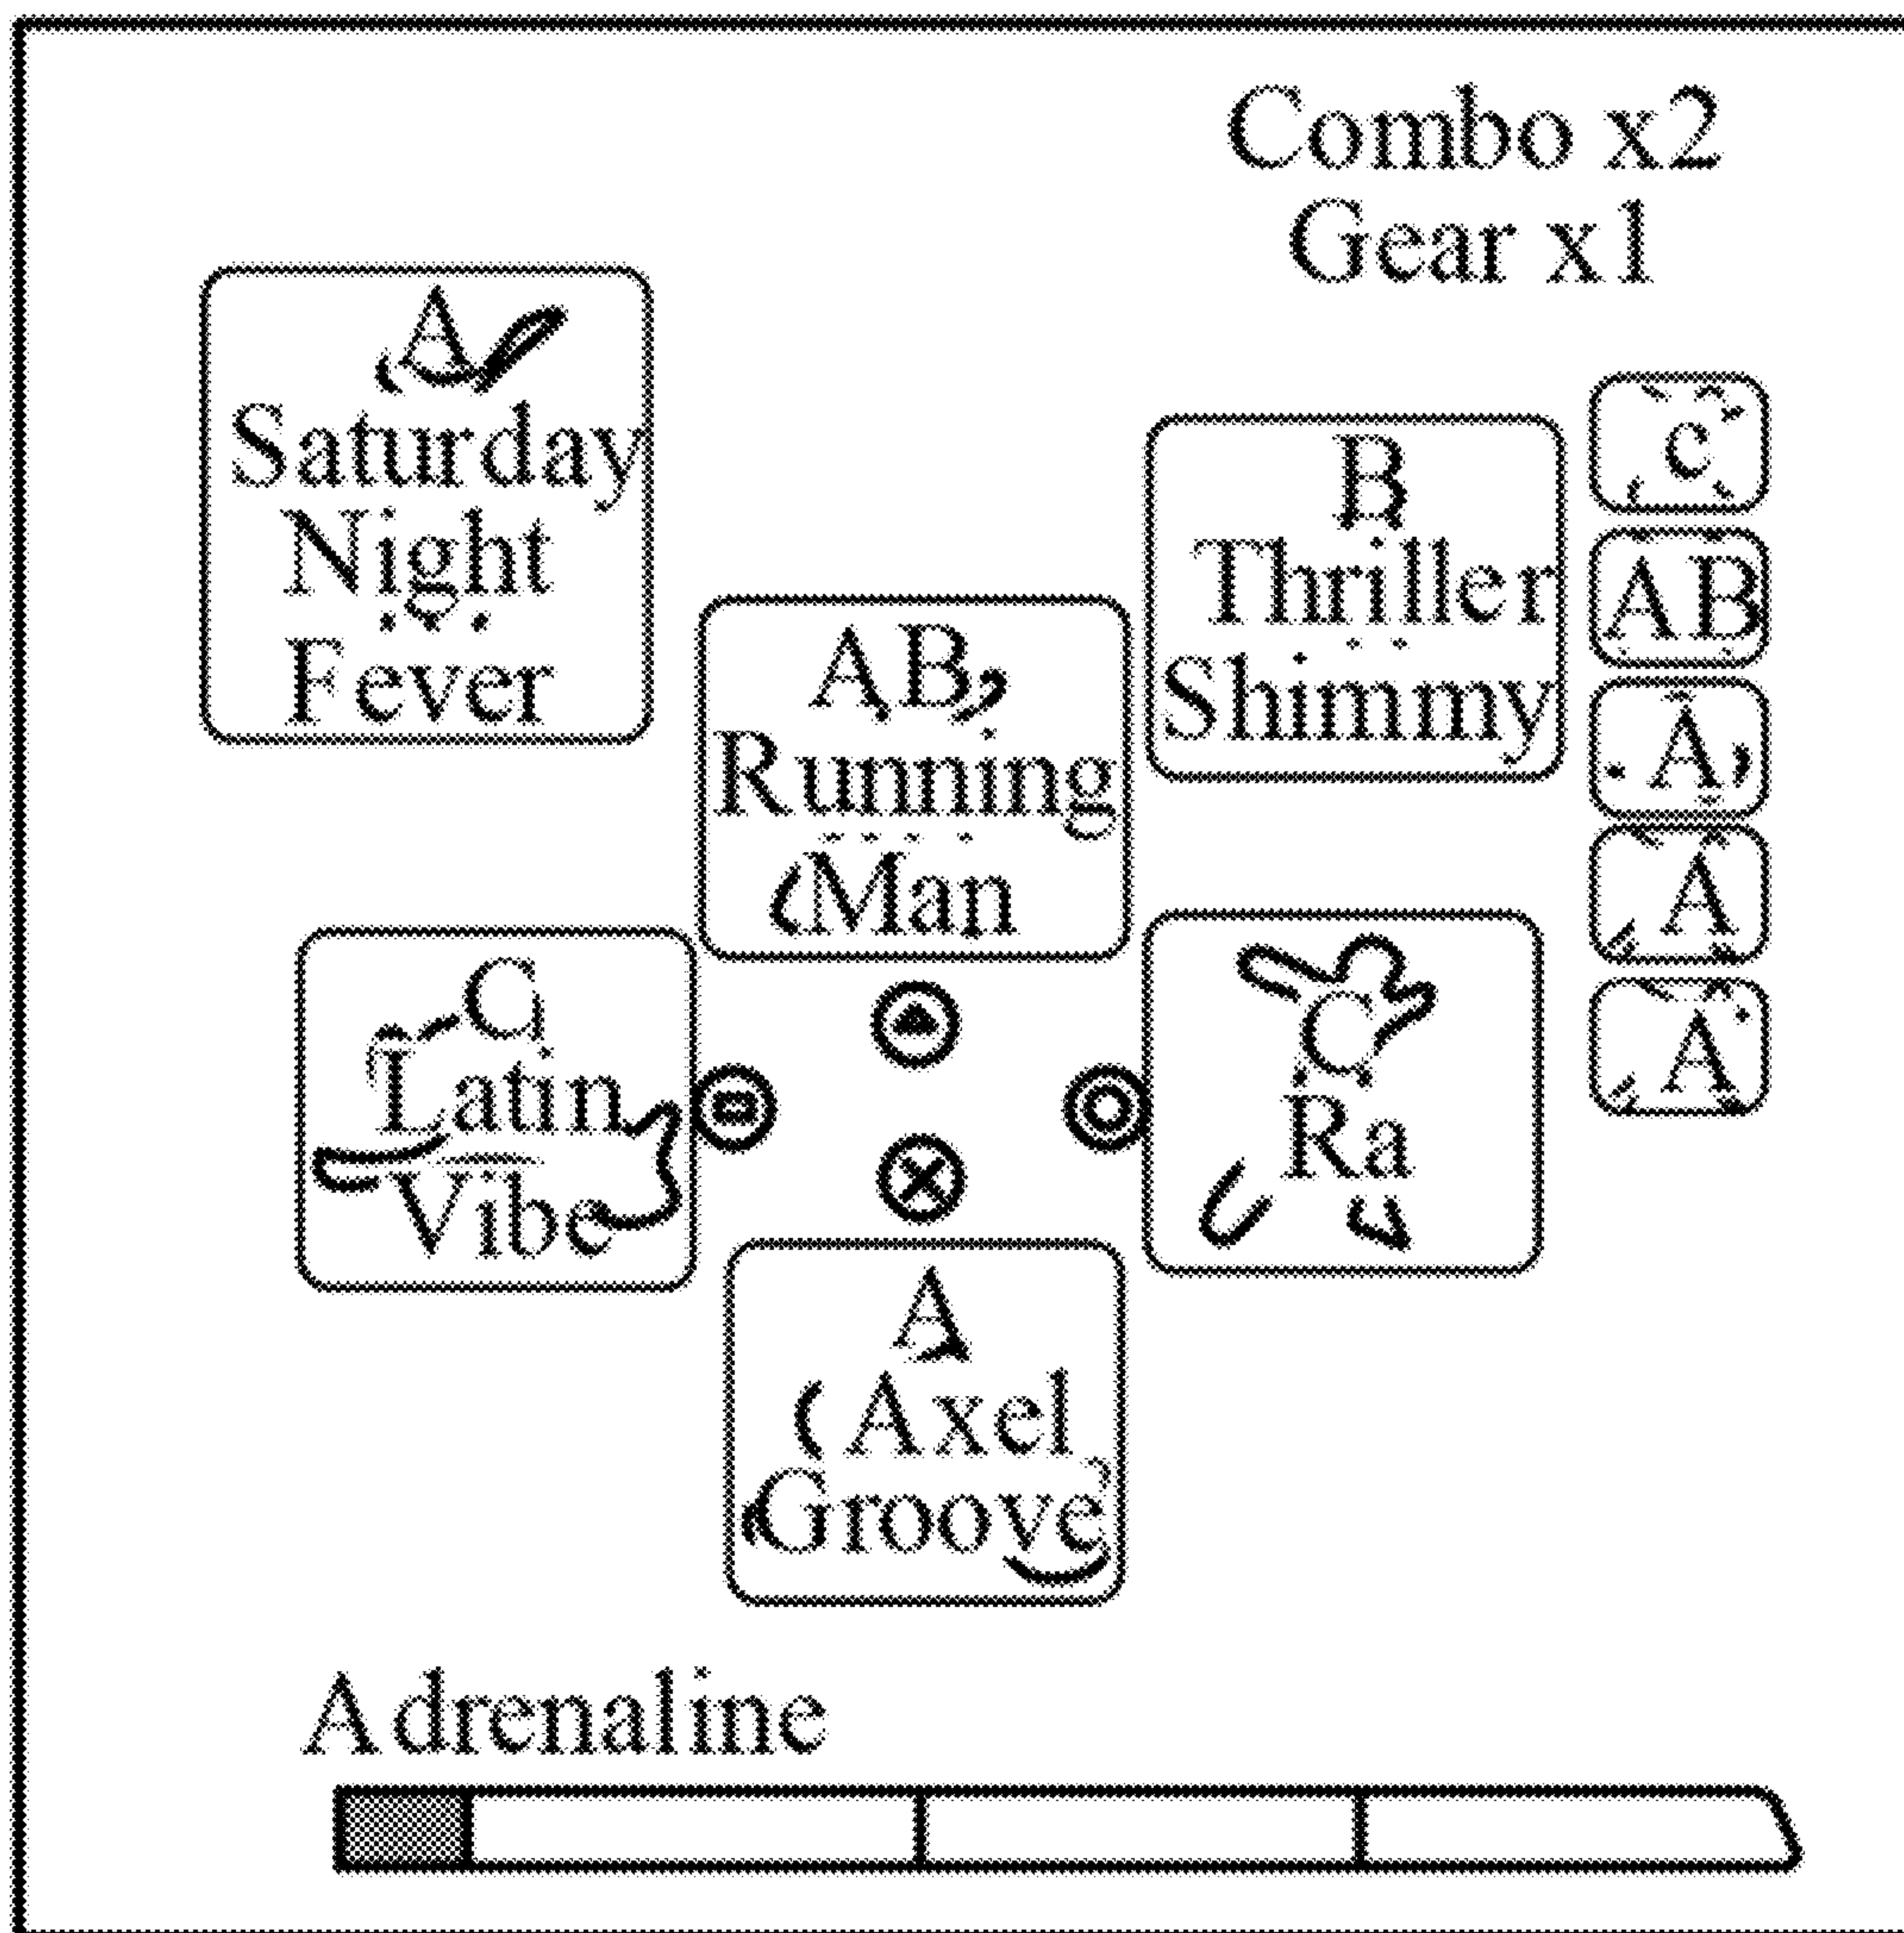 Combo x2
Gear x1
A
Saturday
Night
Fever
B
Thriller
Shimmy
AB
Running
Man
C
Latin
Vibe
C
Ra
A
Axel
Groove
c
AB
A
A
A
Adrenaline